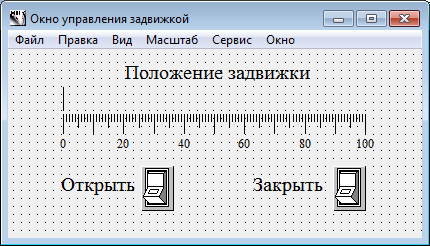 Окно управления задвижкой
Файл Правка Вид Масштаб Сервис Окно
Положение задвижки
0 20 40 60 80 100
Открыть Закрыть